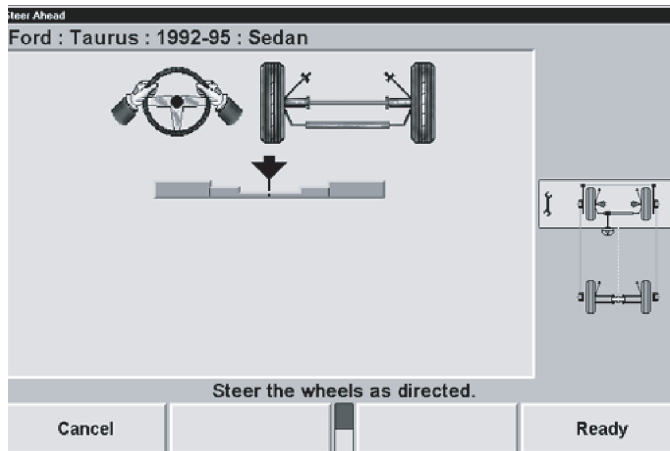 Steer Ahead
Ford : Taurus : 1992-95 : Sedan
Steer the wheels as directed.
Cancel
Ready